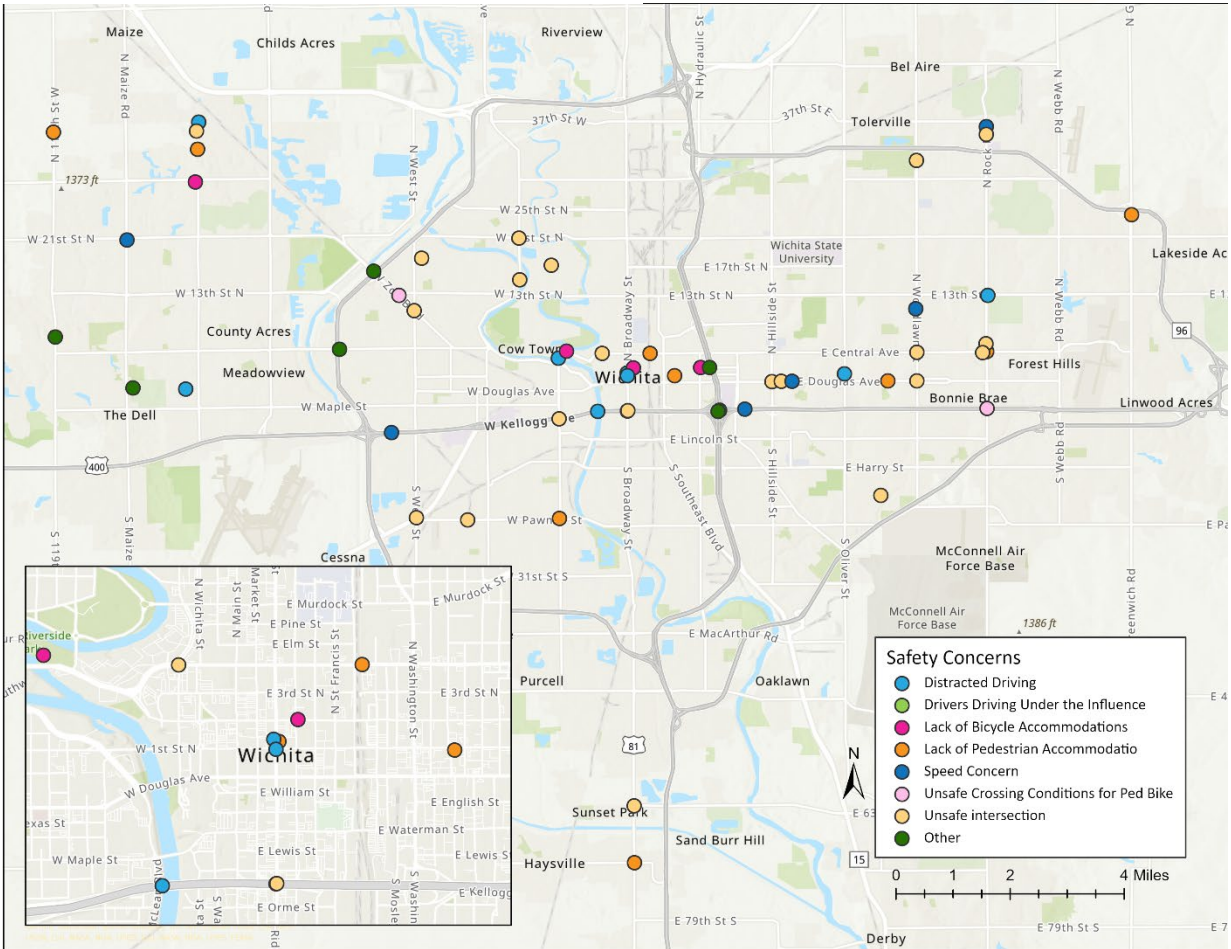 Maize
Riverview
Childs Acres
N Hydraulic St
Bel Aire
N Maize Rd
37th St W
37th St E
Tolerville
N Webb Rd
N Rock
1373 ft
N West St
W 25th St N
W 21st St N
Wichita State
University
Lakeside Ac
E 17th St N
W 13th St N
W 13th St N
E 13th St N
E 13th St
N Hillside St
N Broadway St
N Webb Rd
96
County Acres
Cow Town
E Central Ave
Forest Hills
Meadowview
Wichita
W Douglas Ave
E Douglas Ave
Bonnie Brae
Linwood Acres
The Dell
W Maple St
W Kellogg
E Lincoln St
400
E Harry St
S Webb Rd
S Hillside St
S Broadway St
S Southeast Blvd
S 119t
S Maize
Cessna
S Oliver St
McConnell Air
Force Base
31st St S
McConnell Air
Force Base
1386 ft
E MacArthur Rd
Purcell
Oaklawn
81
Sunset Park
Sand Burr Hill
Haysville
15
E 79th St S
E 79th St S
Derby
N Wichita St
N Main St
Market St
E Murdock St
E Murdock St
E Pine St
E Elm St
N St Francis St
N Washington St
E 3rd St N
E 3rd St N
W 1st St N
Wichita
W Douglas Ave
E William St
E English St
E Waterman St
W Maple St
E Lewis St
E Lewis S
E Kellogg
E Orme St
Safety Concerns
Distracted Driving
Drivers Driving Under the Influence
Lack of Bicycle Accommodations
Lack of Pedestrian Accommodatio
Speed Concern
Unsafe Crossing Conditions for Ped Bike
Unsafe intersection
Other
N
0 1 2 4 Miles